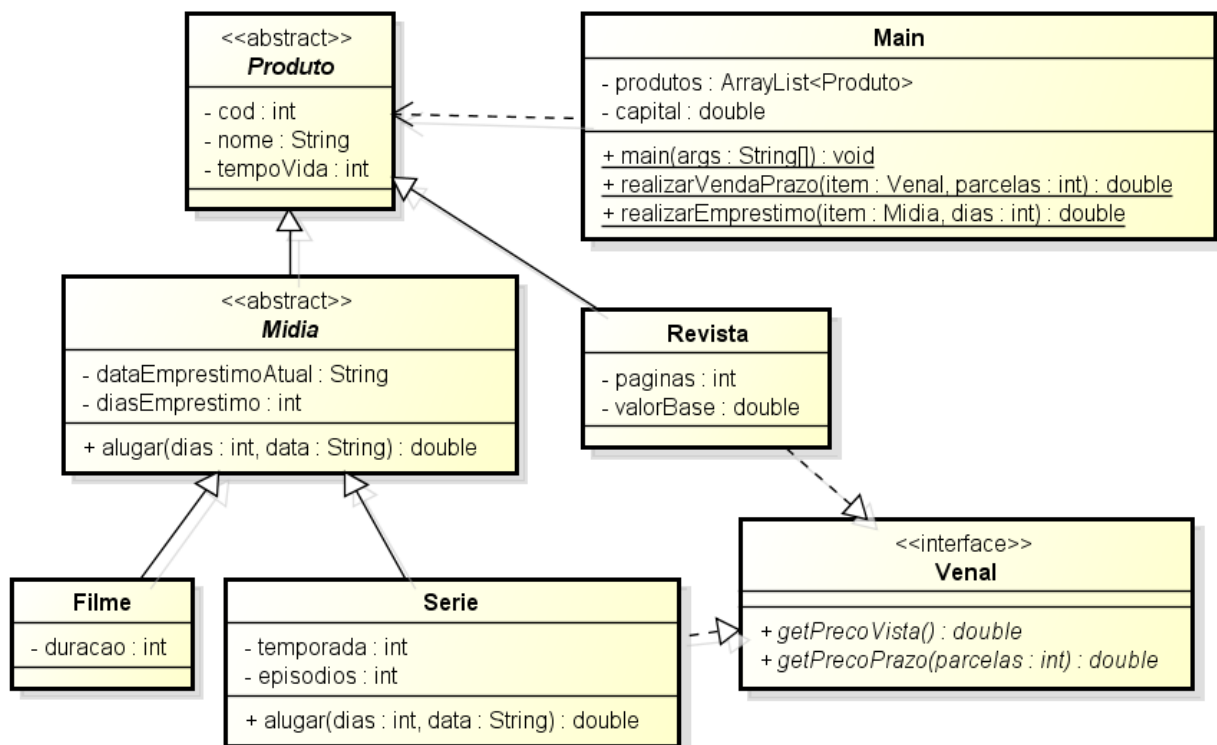 <<abstract>>
Produto
- cod : int
- nome : String
- tempoVida : int
Main
- produtos : ArrayList<Produto>
- capital : double
+ main(args : String[]) : void
+ realizarVendaPrazo(item : Venal, parcelas : int) : double
+ realizarEmprestimo(item : Midia, dias : int) : double
<<abstract>>
Midia
- dataEmprestimoAtual : String
- diasEmprestimo : int
+ alugar(dias : int, data : String) : double
Revista
- paginas : int
- valorBase : double
Filme
- duracao : int
Serie
- temporada : int
- episodios : int
+ alugar(dias : int, data : String) : double
<<interface>>
Venal
+ getPrecoVista() : double
+ getPrecoPrazo(parcelas : int) : double